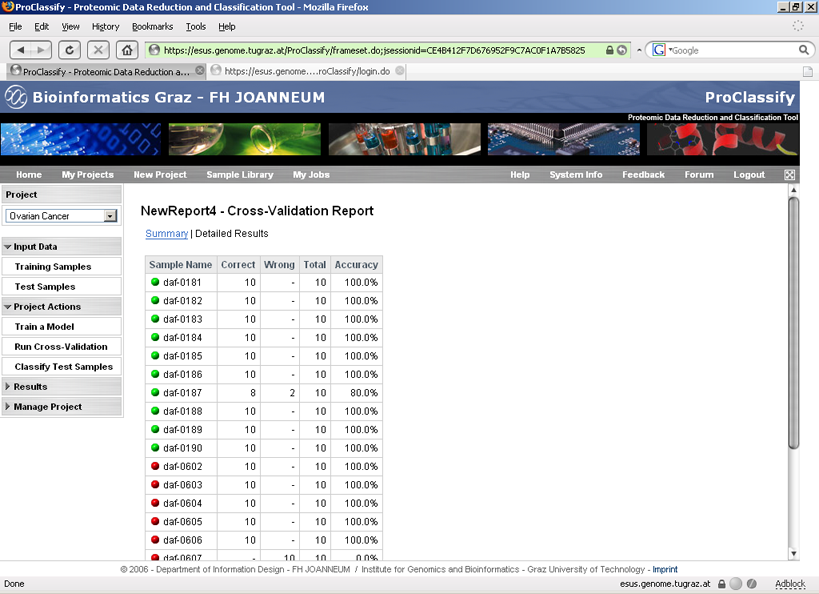 ProClassify - Proteomic Data Reduction and Classification Tool - Mozilla Firefox
File Edit View History Bookmarks Tools Help
https://esus.genome.tugraz.at/ProClassify/frameset.do;jsessionid=CE4B412F7D676952F9C7AC0F1A7B5825
Google
ProClassify - Proteomic Data Reduction a...
https://esus.genome....roClassify/login.do
Bioinformatics Graz - FH JOANNEUM
ProClassify
Proteomic Data Reduction and Classification Tool
Home My Projects New Project Sample Library My Jobs Help System Info Feedback Forum Logout
Project
Ovarian Cancer
Input Data
Training Samples
Test Samples
Project Actions
Train a Model
Run Cross-Validation
Classify Test Samples
Results
Manage Project
NewReport4 - Cross-Validation Report
Summary | Detailed Results
Sample Name Correct Wrong Total Accuracy
daf-0181 10 - 10 100.0%
daf-0182 10 - 10 100.0%
daf-0183 10 - 10 100.0%
daf-0184 10 - 10 100.0%
daf-0185 10 - 10 100.0%
daf-0186 10 - 10 100.0%
daf-0187 8 2 10 80.0%
daf-0188 10 - 10 100.0%
daf-0189 10 - 10 100.0%
daf-0190 10 - 10 100.0%
daf-0602 10 - 10 100.0%
daf-0603 10 - 10 100.0%
daf-0604 10 - 10 100.0%
daf-0605 10 - 10 100.0%
daf-0606 10 - 10 100.0%
daf-0607 - 10 10 0.0%
© 2006 - Department of Information Design - FH JOANNEUM / Institute for Genomics and Bioinformatics - Graz University of Technology - Imprint
Done
esus.genome.tugraz.at
Adblock